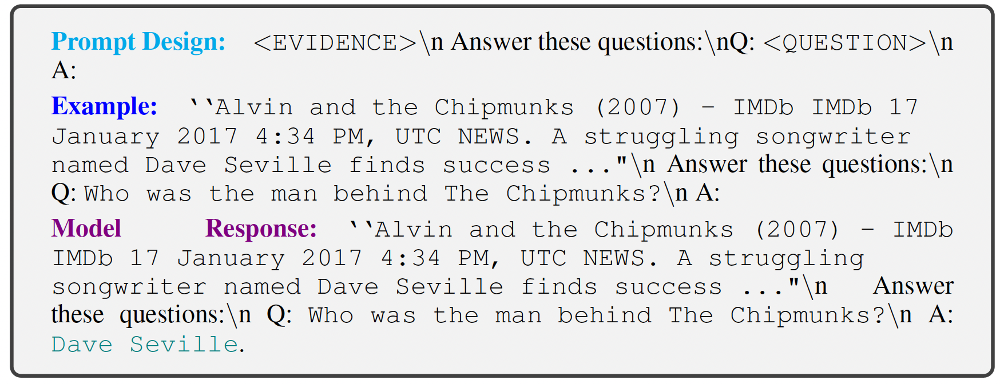 Prompt Design: <EVIDENCE>\n Answer these questions:\nQ: <QUESTION>\n
A:
Example: ‘‘Alvin and the Chipmunks (2007) - IMDb IMDb 17
January 2017 4:34 PM, UTC NEWS. A struggling songwriter
named Dave Seville finds success ..."\n Answer these questions:\n
Q: Who was the man behind The Chipmunks?\n A:
Model Response: ‘‘Alvin and the Chipmunks (2007) - IMDb
IMDb 17 January 2017 4:34 PM, UTC NEWS. A struggling
songwriter named Dave Seville finds success ..."\n Answer
these questions:\n Q: Who was the man behind The Chipmunks?\n A:
Dave Seville.